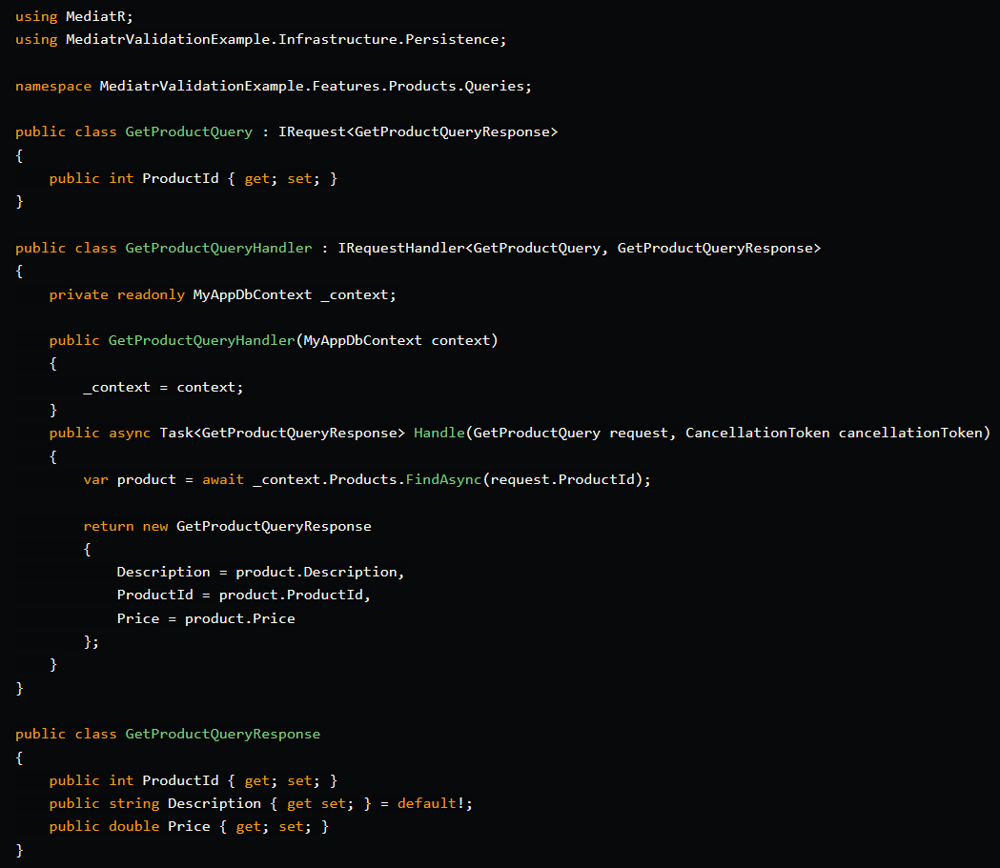 using MediatR;
using MediatrValidationExample.Infrastructure.Persistence;

namespace MediatrValidationExample.Features.Products.Queries;

public class GetProductQuery : IRequest<GetProductQueryResponse>
{
    public int ProductId { get; set; }
}

public class GetProductQueryHandler : IRequestHandler<GetProductQuery, GetProductQueryResponse>
{
    private readonly MyAppDbContext _context;

    public GetProductQueryHandler(MyAppDbContext context)
    {
        _context = context;
    }
    public async Task<GetProductQueryResponse> Handle(GetProductQuery request, CancellationToken cancellationToken)
    {
        var product = await _context.Products.FindAsync(request.ProductId);

        return new GetProductQueryResponse
        {
            Description = product.Description,
            ProductId = product.ProductId,
            Price = product.Price
        };
    }
}

public class GetProductQueryResponse
{
    public int ProductId { get; set; }
    public string Description { get set; } = default!;
    public double Price { get; set; }
}